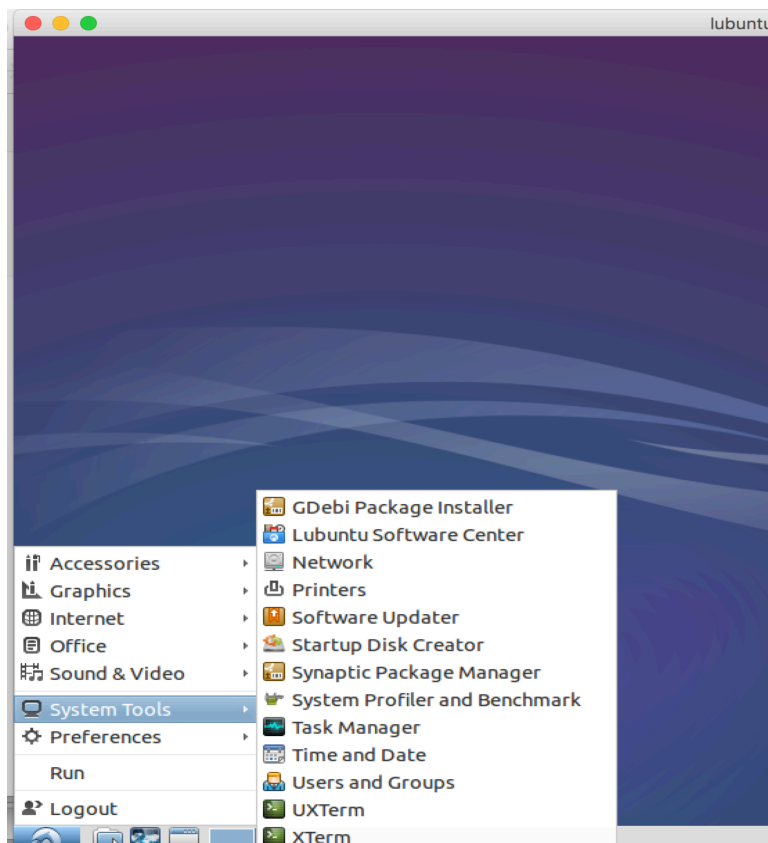 lubuntu
GDebi Package Installer
Lubuntu Software Center
Network
Printers
Software Updater
Startup Disk Creator
Synaptic Package Manager
System Profiler and Benchmark
Task Manager
Time and Date
Users and Groups
UXTerm
XTerm
Accessories
Graphics
Internet
Office
Sound & Video
System Tools
Preferences
Run
Logout